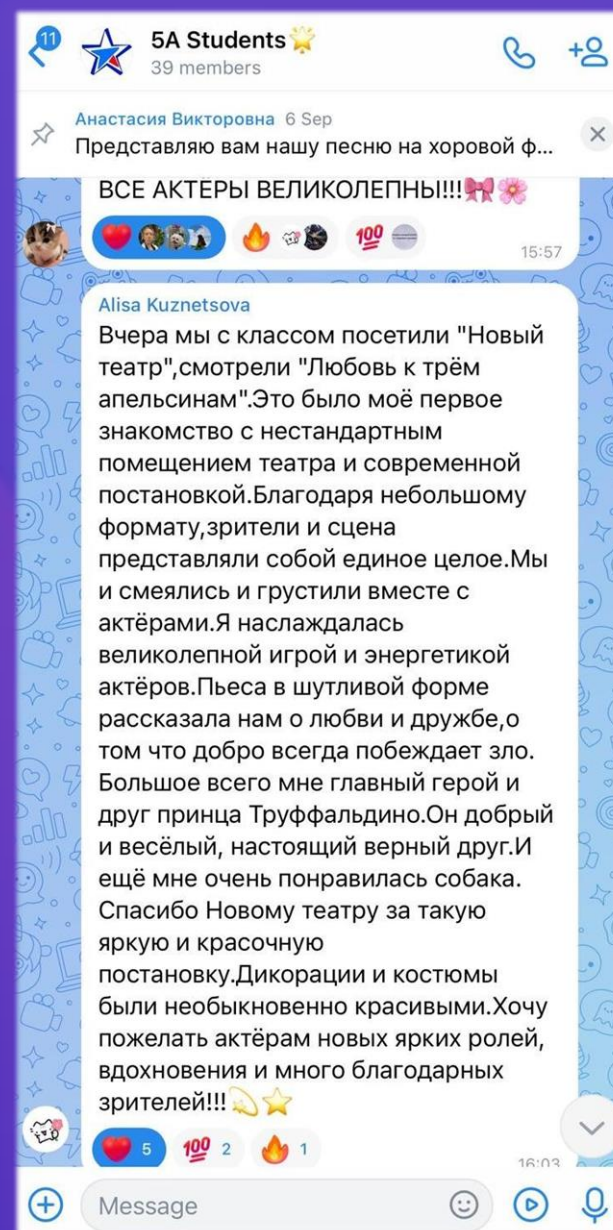 11
5A Students🌟
39 members
Анастасия Викторовна 6 Sep
Представляю вам нашу песню на хоровой ф...
ВСЕ АКТЁРЫ ВЕЛИКОЛЕПНЫ!!!🎀🌸
💯
15:57
Alisa Kuznetsova
Вчера мы с классом посетили "Новый
театр",смотрели "Любовь к трём
апельсинам".Это было моё первое
знакомство с нестандартным
помещением театра и современной
постановкой.Благодаря небольшому
формату,зрители и сцена
представляли собой единое целое.Мы
и смеялись и грустили вместе с
актёрами.Я наслаждалась
великолепной игрой и энергетикой
актёров.Пьеса в шутливой форме
рассказала нам о любви и дружбе,о
том что добро всегда побеждает зло.
Большое всего мне главный герой и
друг принца Труффальдино.Он добрый
и весёлый, настоящий верный друг.И
ещё мне очень понравилась собака.
Спасибо Новому театру за такую
яркую и красочную
постановку.Дикорации и костюмы
были необыкновенно красивыми.Хочу
пожелать актёрам новых ярких ролей,
вдохновения и много благодарных
зрителей!!!💫⭐
❤️ 5 💯 2 🔥 1
16:03
Message